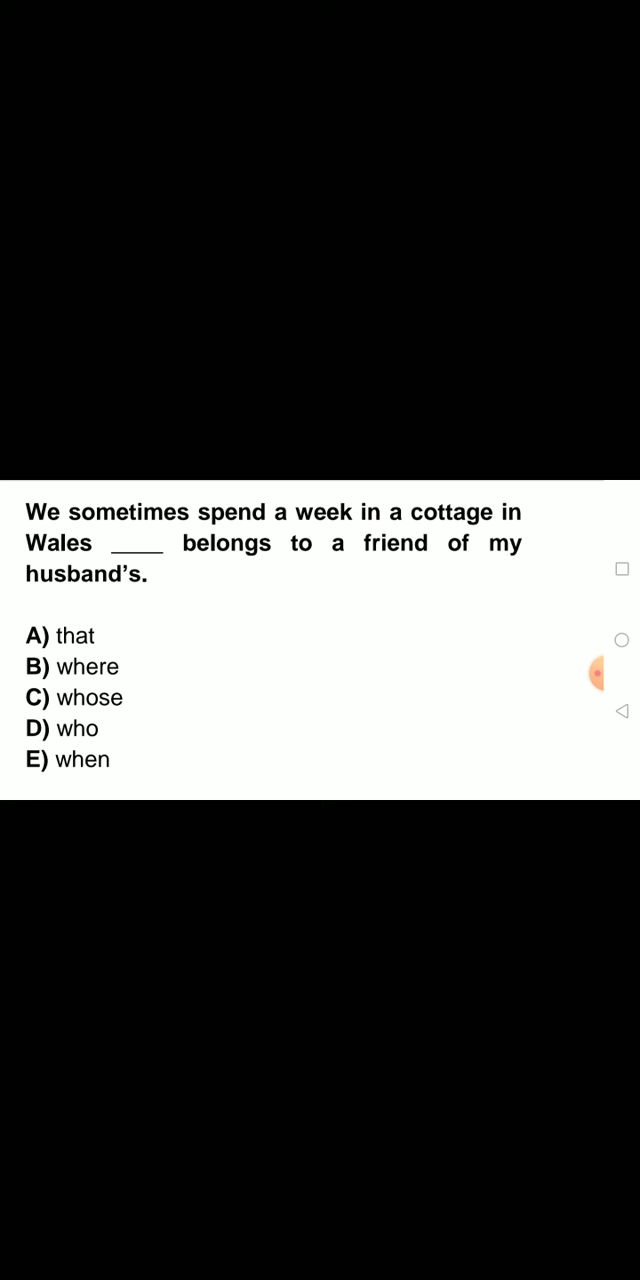 We sometimes spend a week in a cottage in
Wales ____ belongs to a friend of my
husband’s.
A) that
B) where
C) whose
D) who
E) when